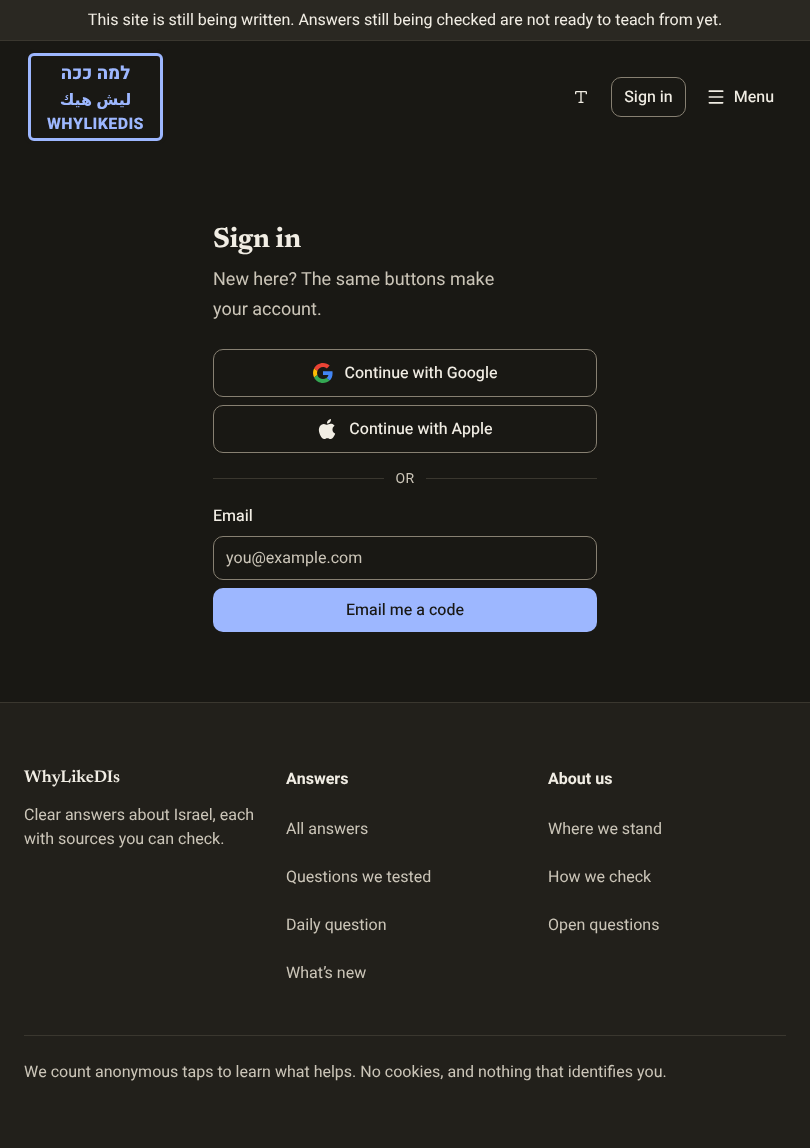 This site is still being written. Answers still being checked are not ready to teach from yet.
למה ככה
ليش هيك
WHYLIKEDIS
T
Sign in
Menu
Sign in
New here? The same buttons make
your account.
Continue with Google
Continue with Apple
OR
Email
you@example.com
Email me a code
WhyLikeDIs
Clear answers about Israel, each
with sources you can check.
Answers
All answers
Questions we tested
Daily question
What’s new
About us
Where we stand
How we check
Open questions
We count anonymous taps to learn what helps. No cookies, and nothing that identifies you.